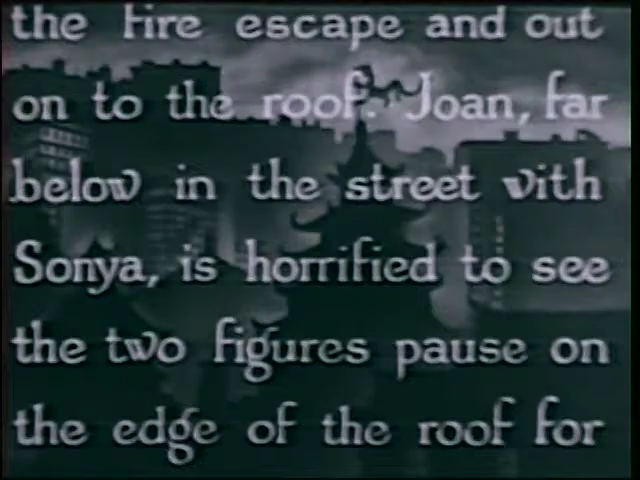 the fire escape and out
on to the roof. Joan, far
below in the street with
Sonya, is horrified to see
the two figures pause on
the edge of the roof for